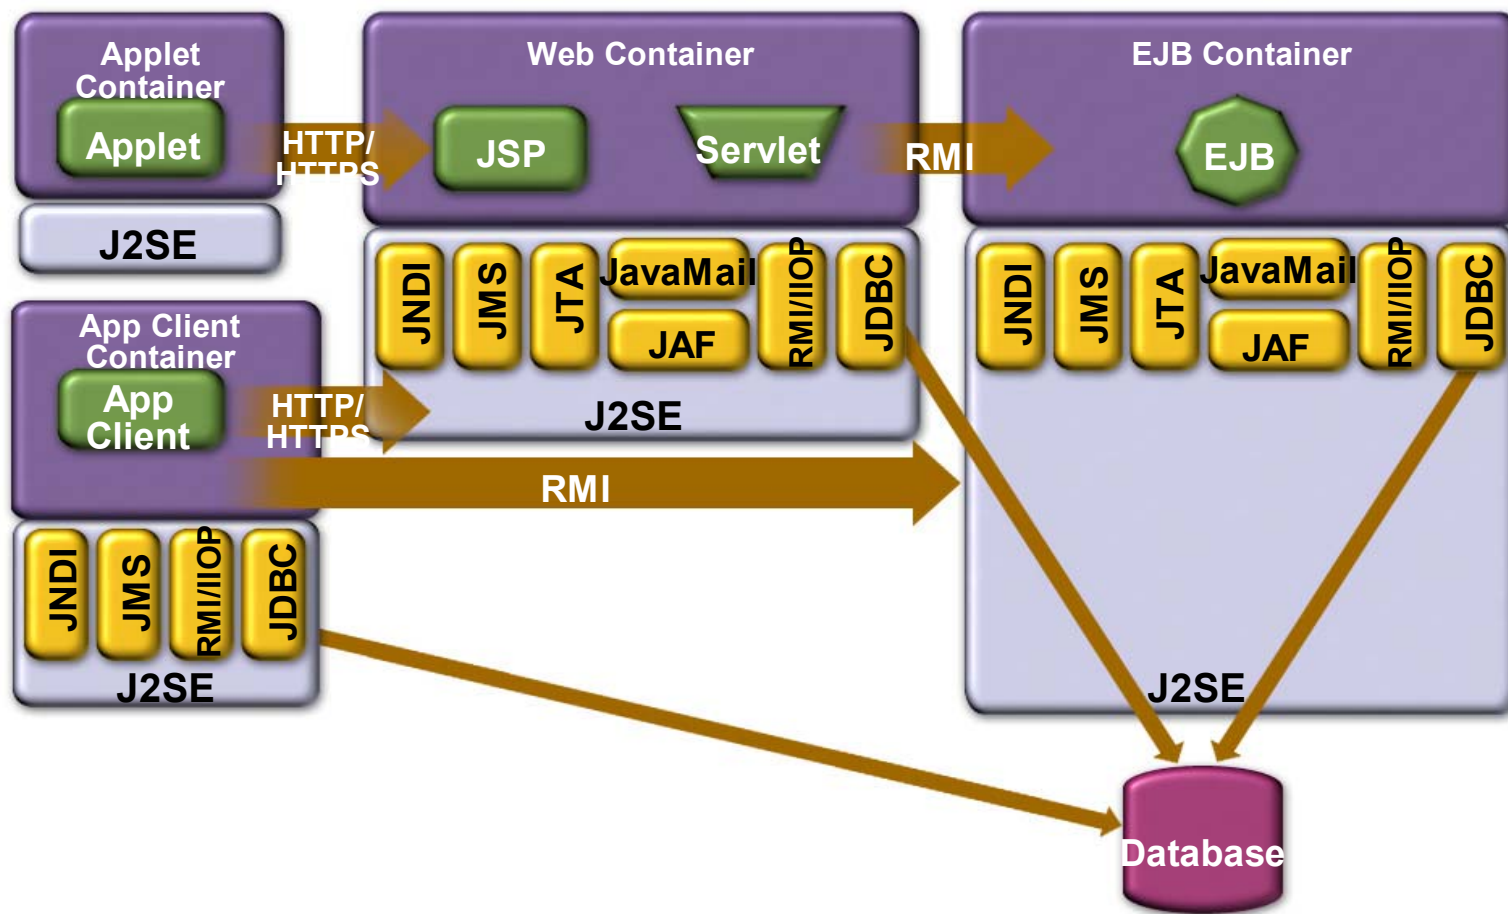 Applet
Container
Applet
HTTP/
HTTPS
J2SE
Web Container
JSP
Servlet
RMI
EJB Container
EJB
JNDI
JMS
JTA
JavaMail
JAF
RMI/IIOP
JDBC
J2SE
JNDI
JMS
JTA
JavaMail
JAF
RMI/IIOP
JDBC
J2SE
App Client
Container
App
Client
HTTP/
HTTPS
RMI
JNDI
JMS
RMI/IIOP
JDBC
J2SE
Database